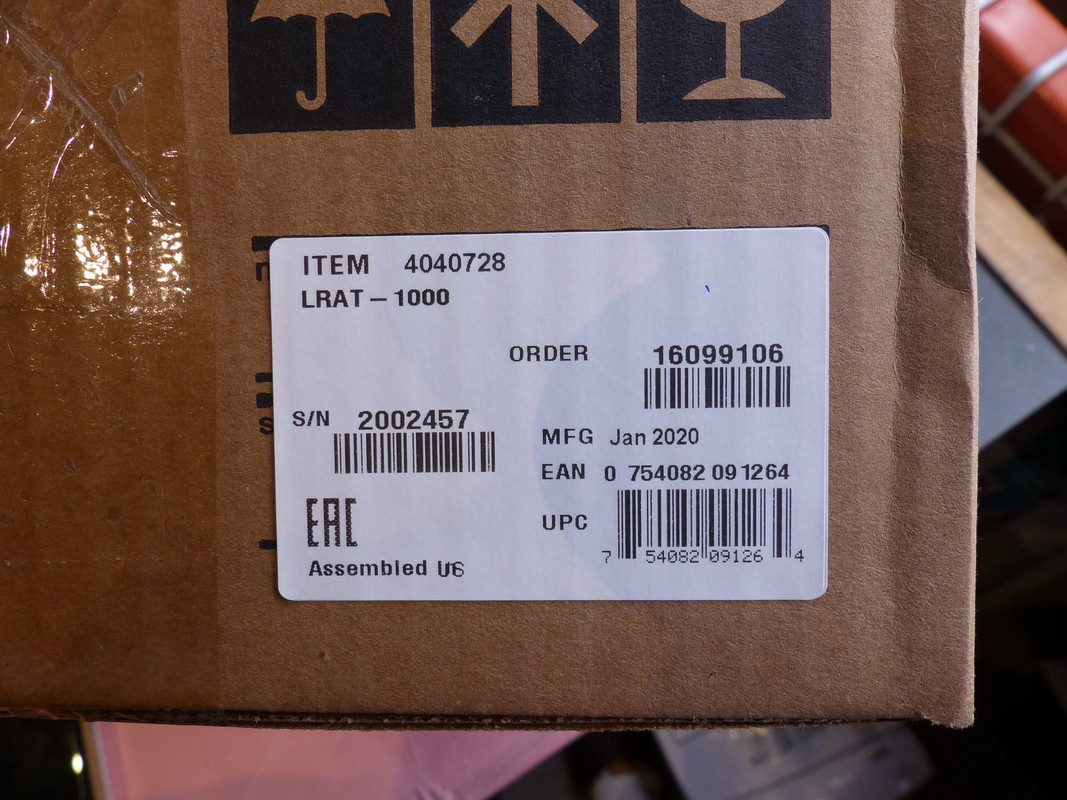 ITEM 4040728
LRAT – 1000
ORDER 16099106
S/N 2002457
MFG Jan 2020
EAN 0 754082 091264
UPC
7 54082 09126 4
EAC
Assembled US